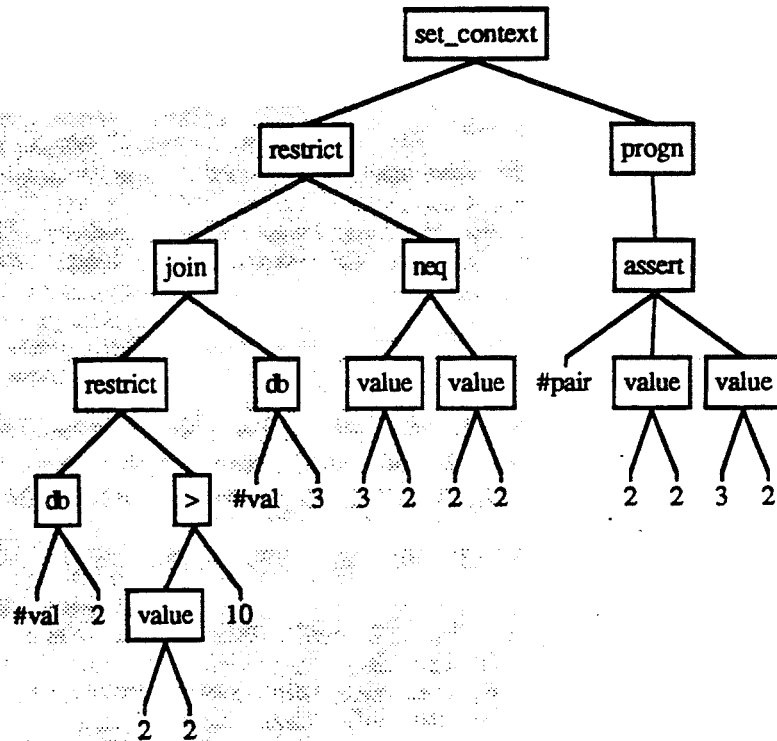 set_context
restrict progn
join neq assert
restrict db value value #pair value value
db > #val 3 3 2 2 2 2 2 3 2
#val 2 value 10
2 2